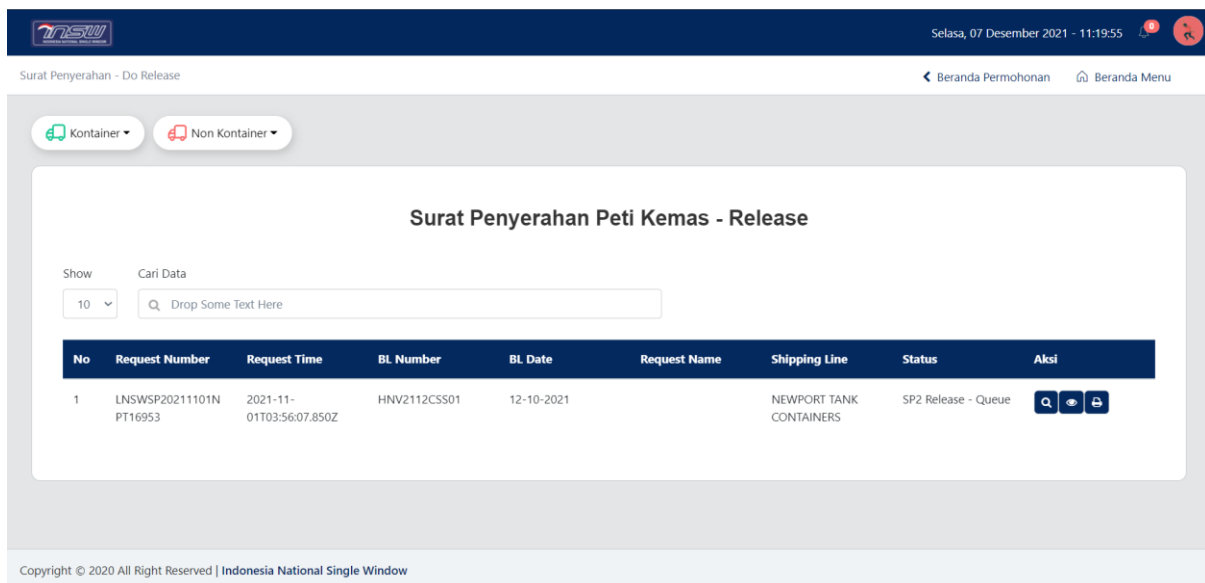 INSW
Selasa, 07 Desember 2021 - 11:19:55
0
Surat Penyerahan - Do Release
Beranda Permohonan
Beranda Menu
Kontainer
Non Kontainer
Surat Penyerahan Peti Kemas - Release
Show
Cari Data
10
Drop Some Text Here
No Request Number Request Time BL Number BL Date Request Name Shipping Line Status Aksi
1 LNSWSP20211101N 2021-11- HNV2112CSS01 12-10-2021 NEWPORT TANK SP2 Release - Queue
PT16953 01T03:56:07.850Z CONTAINERS
Copyright © 2020 All Right Reserved | Indonesia National Single Window